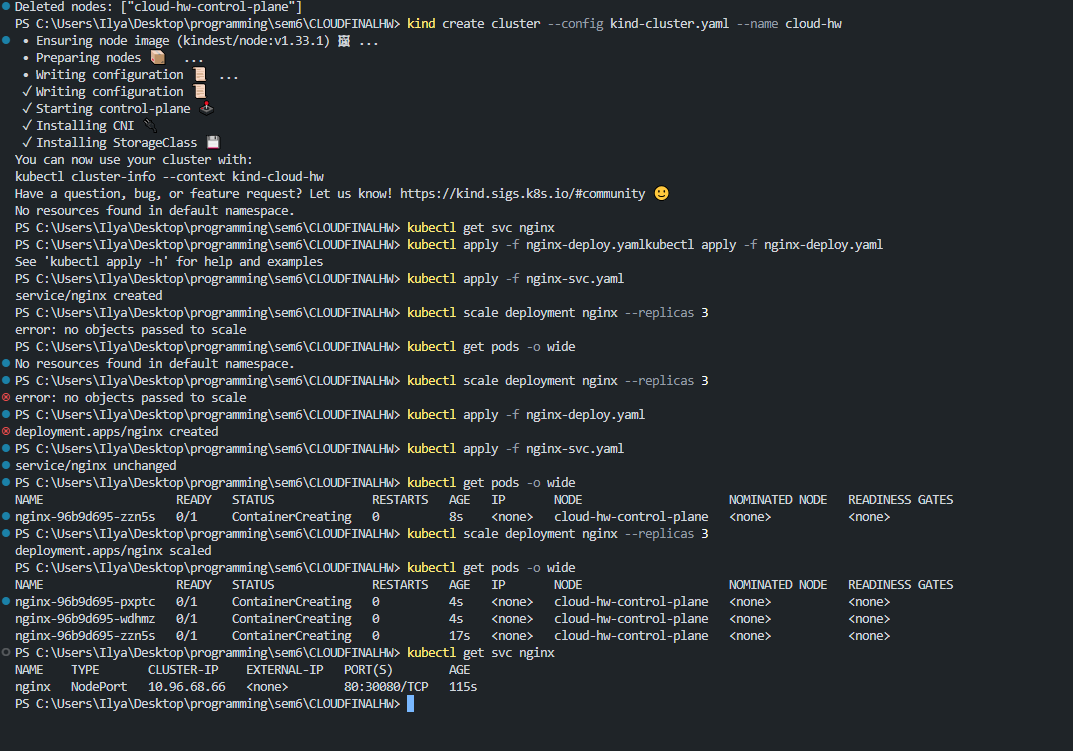 Deleted nodes: ["cloud-hw-control-plane"]
PS C:\Users\Ilya\Desktop\programming\sem6\CLOUDFINALHW> kind create cluster --config kind-cluster.yaml --name cloud-hw
• Ensuring node image (kindest/node:v1.33.1) 🖼 ...
• Preparing nodes 📦 ...
• Writing configuration 📜 ...
✓ Writing configuration 📜
✓ Starting control-plane 🕹️
✓ Installing CNI 🔌
✓ Installing StorageClass 💾
You can now use your cluster with:
kubectl cluster-info --context kind-cloud-hw
Have a question, bug, or feature request? Let us know! https://kind.sigs.k8s.io/#community 🙂
No resources found in default namespace.
PS C:\Users\Ilya\Desktop\programming\sem6\CLOUDFINALHW> kubectl get svc nginx
PS C:\Users\Ilya\Desktop\programming\sem6\CLOUDFINALHW> kubectl apply -f nginx-deploy.yamlkubectl apply -f nginx-deploy.yaml
See 'kubectl apply -h' for help and examples
PS C:\Users\Ilya\Desktop\programming\sem6\CLOUDFINALHW> kubectl apply -f nginx-svc.yaml
service/nginx created
PS C:\Users\Ilya\Desktop\programming\sem6\CLOUDFINALHW> kubectl scale deployment nginx --replicas 3
error: no objects passed to scale
PS C:\Users\Ilya\Desktop\programming\sem6\CLOUDFINALHW> kubectl get pods -o wide
No resources found in default namespace.
PS C:\Users\Ilya\Desktop\programming\sem6\CLOUDFINALHW> kubectl scale deployment nginx --replicas 3
error: no objects passed to scale
PS C:\Users\Ilya\Desktop\programming\sem6\CLOUDFINALHW> kubectl apply -f nginx-deploy.yaml
deployment.apps/nginx created
PS C:\Users\Ilya\Desktop\programming\sem6\CLOUDFINALHW> kubectl apply -f nginx-svc.yaml
service/nginx unchanged
PS C:\Users\Ilya\Desktop\programming\sem6\CLOUDFINALHW> kubectl get pods -o wide
NAME READY STATUS RESTARTS AGE IP NODE NOMINATED NODE READINESS GATES
nginx-96b9d695-zzn5s 0/1 ContainerCreating 0 8s <none> cloud-hw-control-plane <none> <none>
PS C:\Users\Ilya\Desktop\programming\sem6\CLOUDFINALHW> kubectl scale deployment nginx --replicas 3
deployment.apps/nginx scaled
PS C:\Users\Ilya\Desktop\programming\sem6\CLOUDFINALHW> kubectl get pods -o wide
NAME READY STATUS RESTARTS AGE IP NODE NOMINATED NODE READINESS GATES
nginx-96b9d695-pxptc 0/1 ContainerCreating 0 4s <none> cloud-hw-control-plane <none> <none>
nginx-96b9d695-wdhmz 0/1 ContainerCreating 0 4s <none> cloud-hw-control-plane <none> <none>
nginx-96b9d695-zzn5s 0/1 ContainerCreating 0 17s <none> cloud-hw-control-plane <none> <none>
PS C:\Users\Ilya\Desktop\programming\sem6\CLOUDFINALHW> kubectl get svc nginx
NAME TYPE CLUSTER-IP EXTERNAL-IP PORT(S) AGE
nginx NodePort 10.96.68.66 <none> 80:30080/TCP 115s
PS C:\Users\Ilya\Desktop\programming\sem6\CLOUDFINALHW>